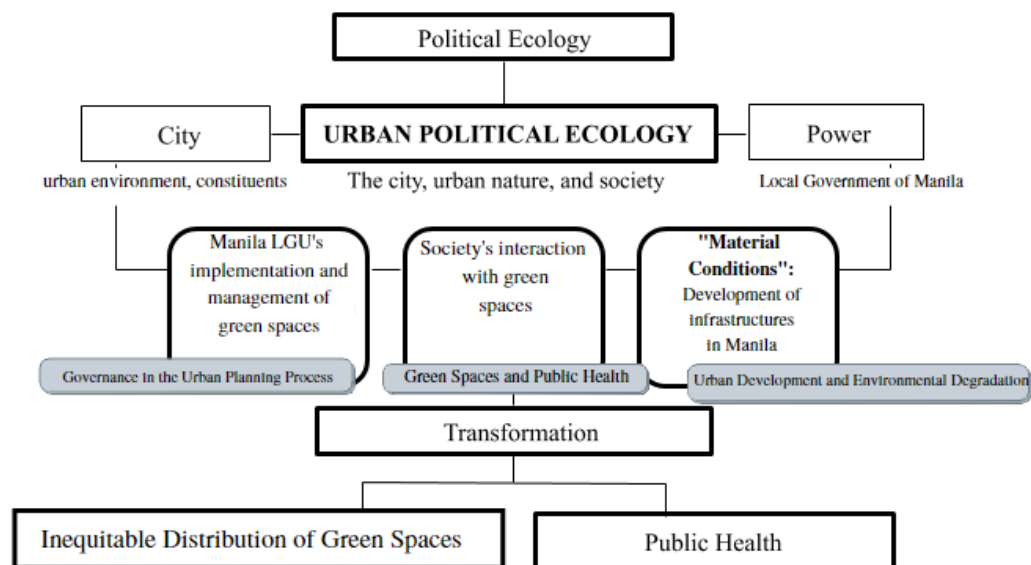 Political Ecology
City
URBAN POLITICAL ECOLOGY
Power
urban environment, constituents
The city, urban nature, and society
Local Government of Manila
Manila LGU's
implementation and
management of
green spaces
Society's interaction
with green
spaces
"Material
Conditions":
Development of
infrastructures
in Manila
Governance in the Urban Planning Process
Green Spaces and Public Health
Urban Development and Environmental Degradation
Transformation
Inequitable Distribution of Green Spaces
Public Health